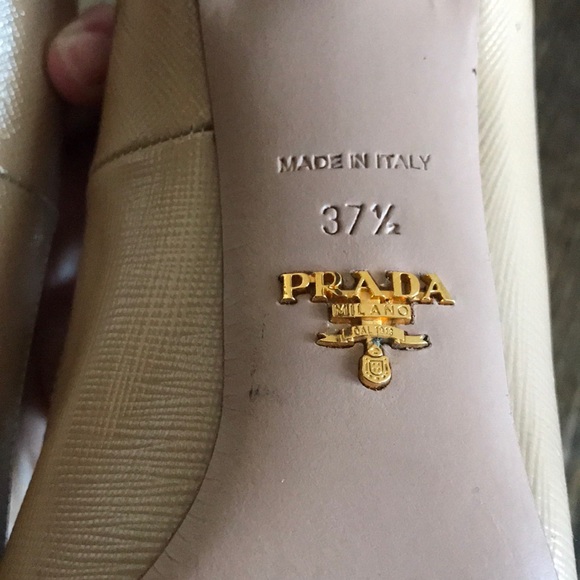 MADE IN ITALY
37½
PRADA
MILANO
DAL 1913